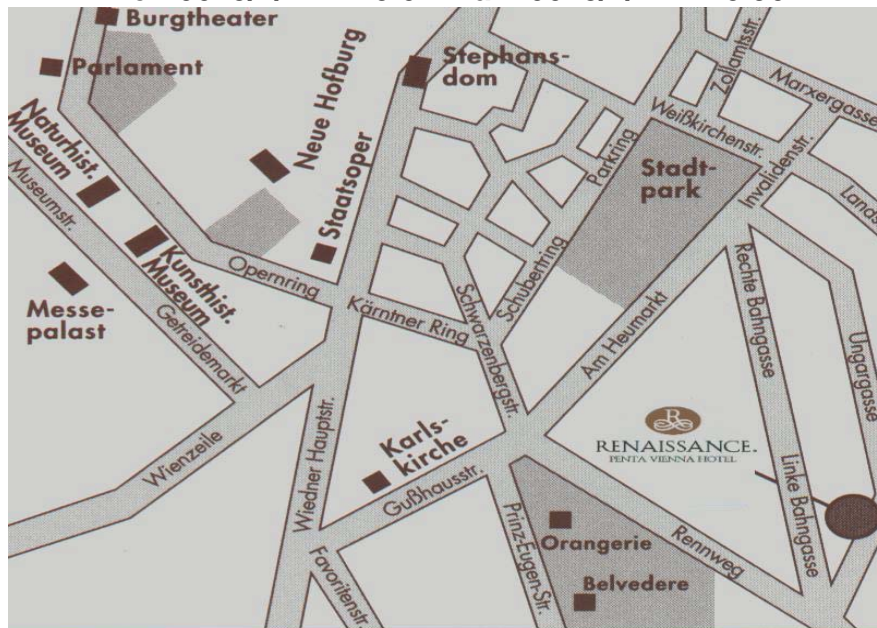 Burgtheater
Parlament
Stephans-
dom
Zollamtsstr.
Marxergasse
Neue Hofburg
Naturhist.
Museum
Weißkirchenstr.
Parkring
Stadt-
park
Invalidenstr.
Lands
Museumstr.
Staatsoper
Kunsthist.
Museum
Opernring
Schubertring
Messe-
palast
Getreidemarkt
Kärntner Ring
Schwarzenbergstr.
Am Heumarkt
Rechte Bahngasse
Ungargasse
R
RENAISSANCE.
PENTA VIENNA HOTEL
Wienzeile
Wiedner Hauptstr.
Karls-
kirche
Gußhausstr.
Linke Bahngasse
Orangerie
Rennweg
Prinz-Eugen-Str.
Favoritenstr.
Belvedere